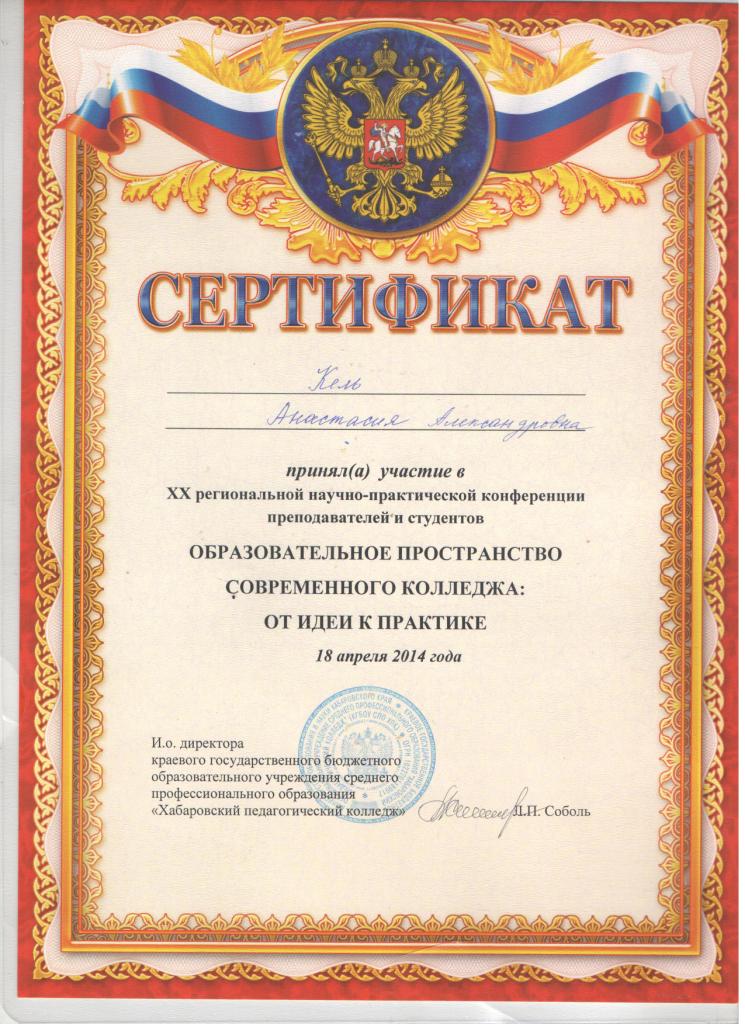 СЕРТИФИКАТ
Кель
Анастасия Александровна
принял(а) участие в
XX региональной научно-практической конференции
преподавателей и студентов
ОБРАЗОВАТЕЛЬНОЕ ПРОСТРАНСТВО
СОВРЕМЕННОГО КОЛЛЕДЖА:
ОТ ИДЕИ К ПРАКТИКЕ
18 апреля 2014 года
И.о. директора
краевого государственного бюджетного
образовательного учреждения среднего
профессионального образования
«Хабаровский педагогический колледж» Л.П. Соболь